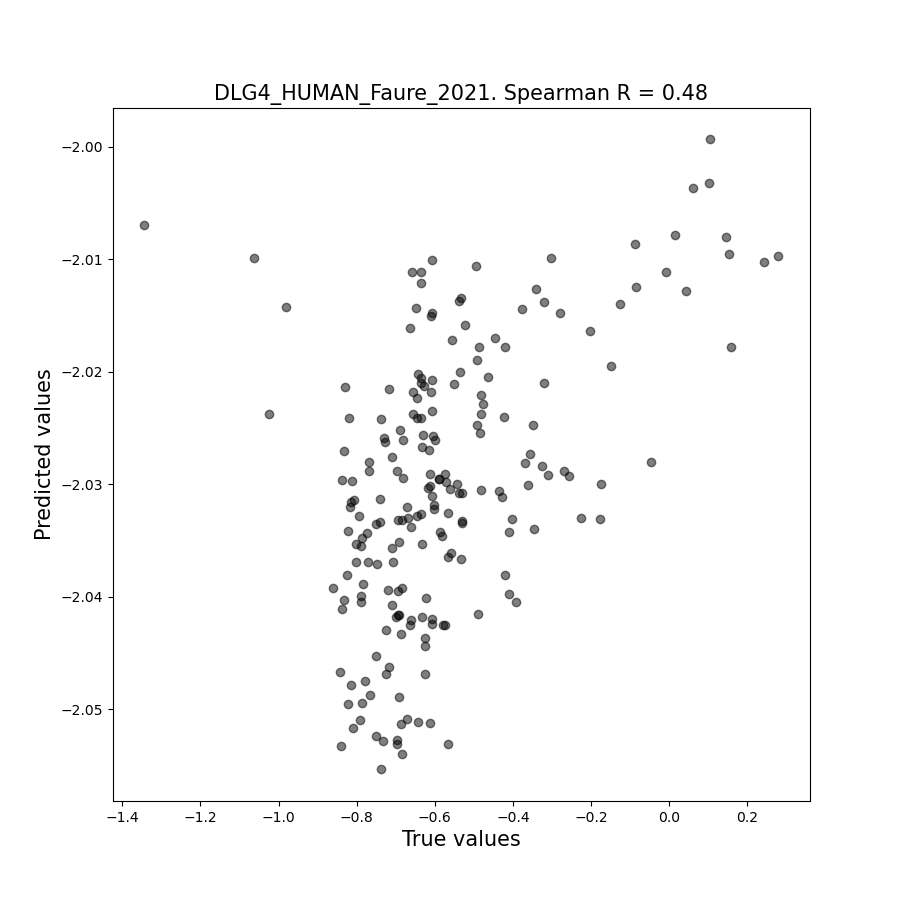 DLG4_HUMAN_Faure_2021. Spearman R = 0.48
Predicted values
−2.00
−2.01
−2.02
−2.03
−2.04
−2.05
−1.4 −1.2 −1.0 −0.8 −0.6 −0.4 −0.2 0.0 0.2
True values